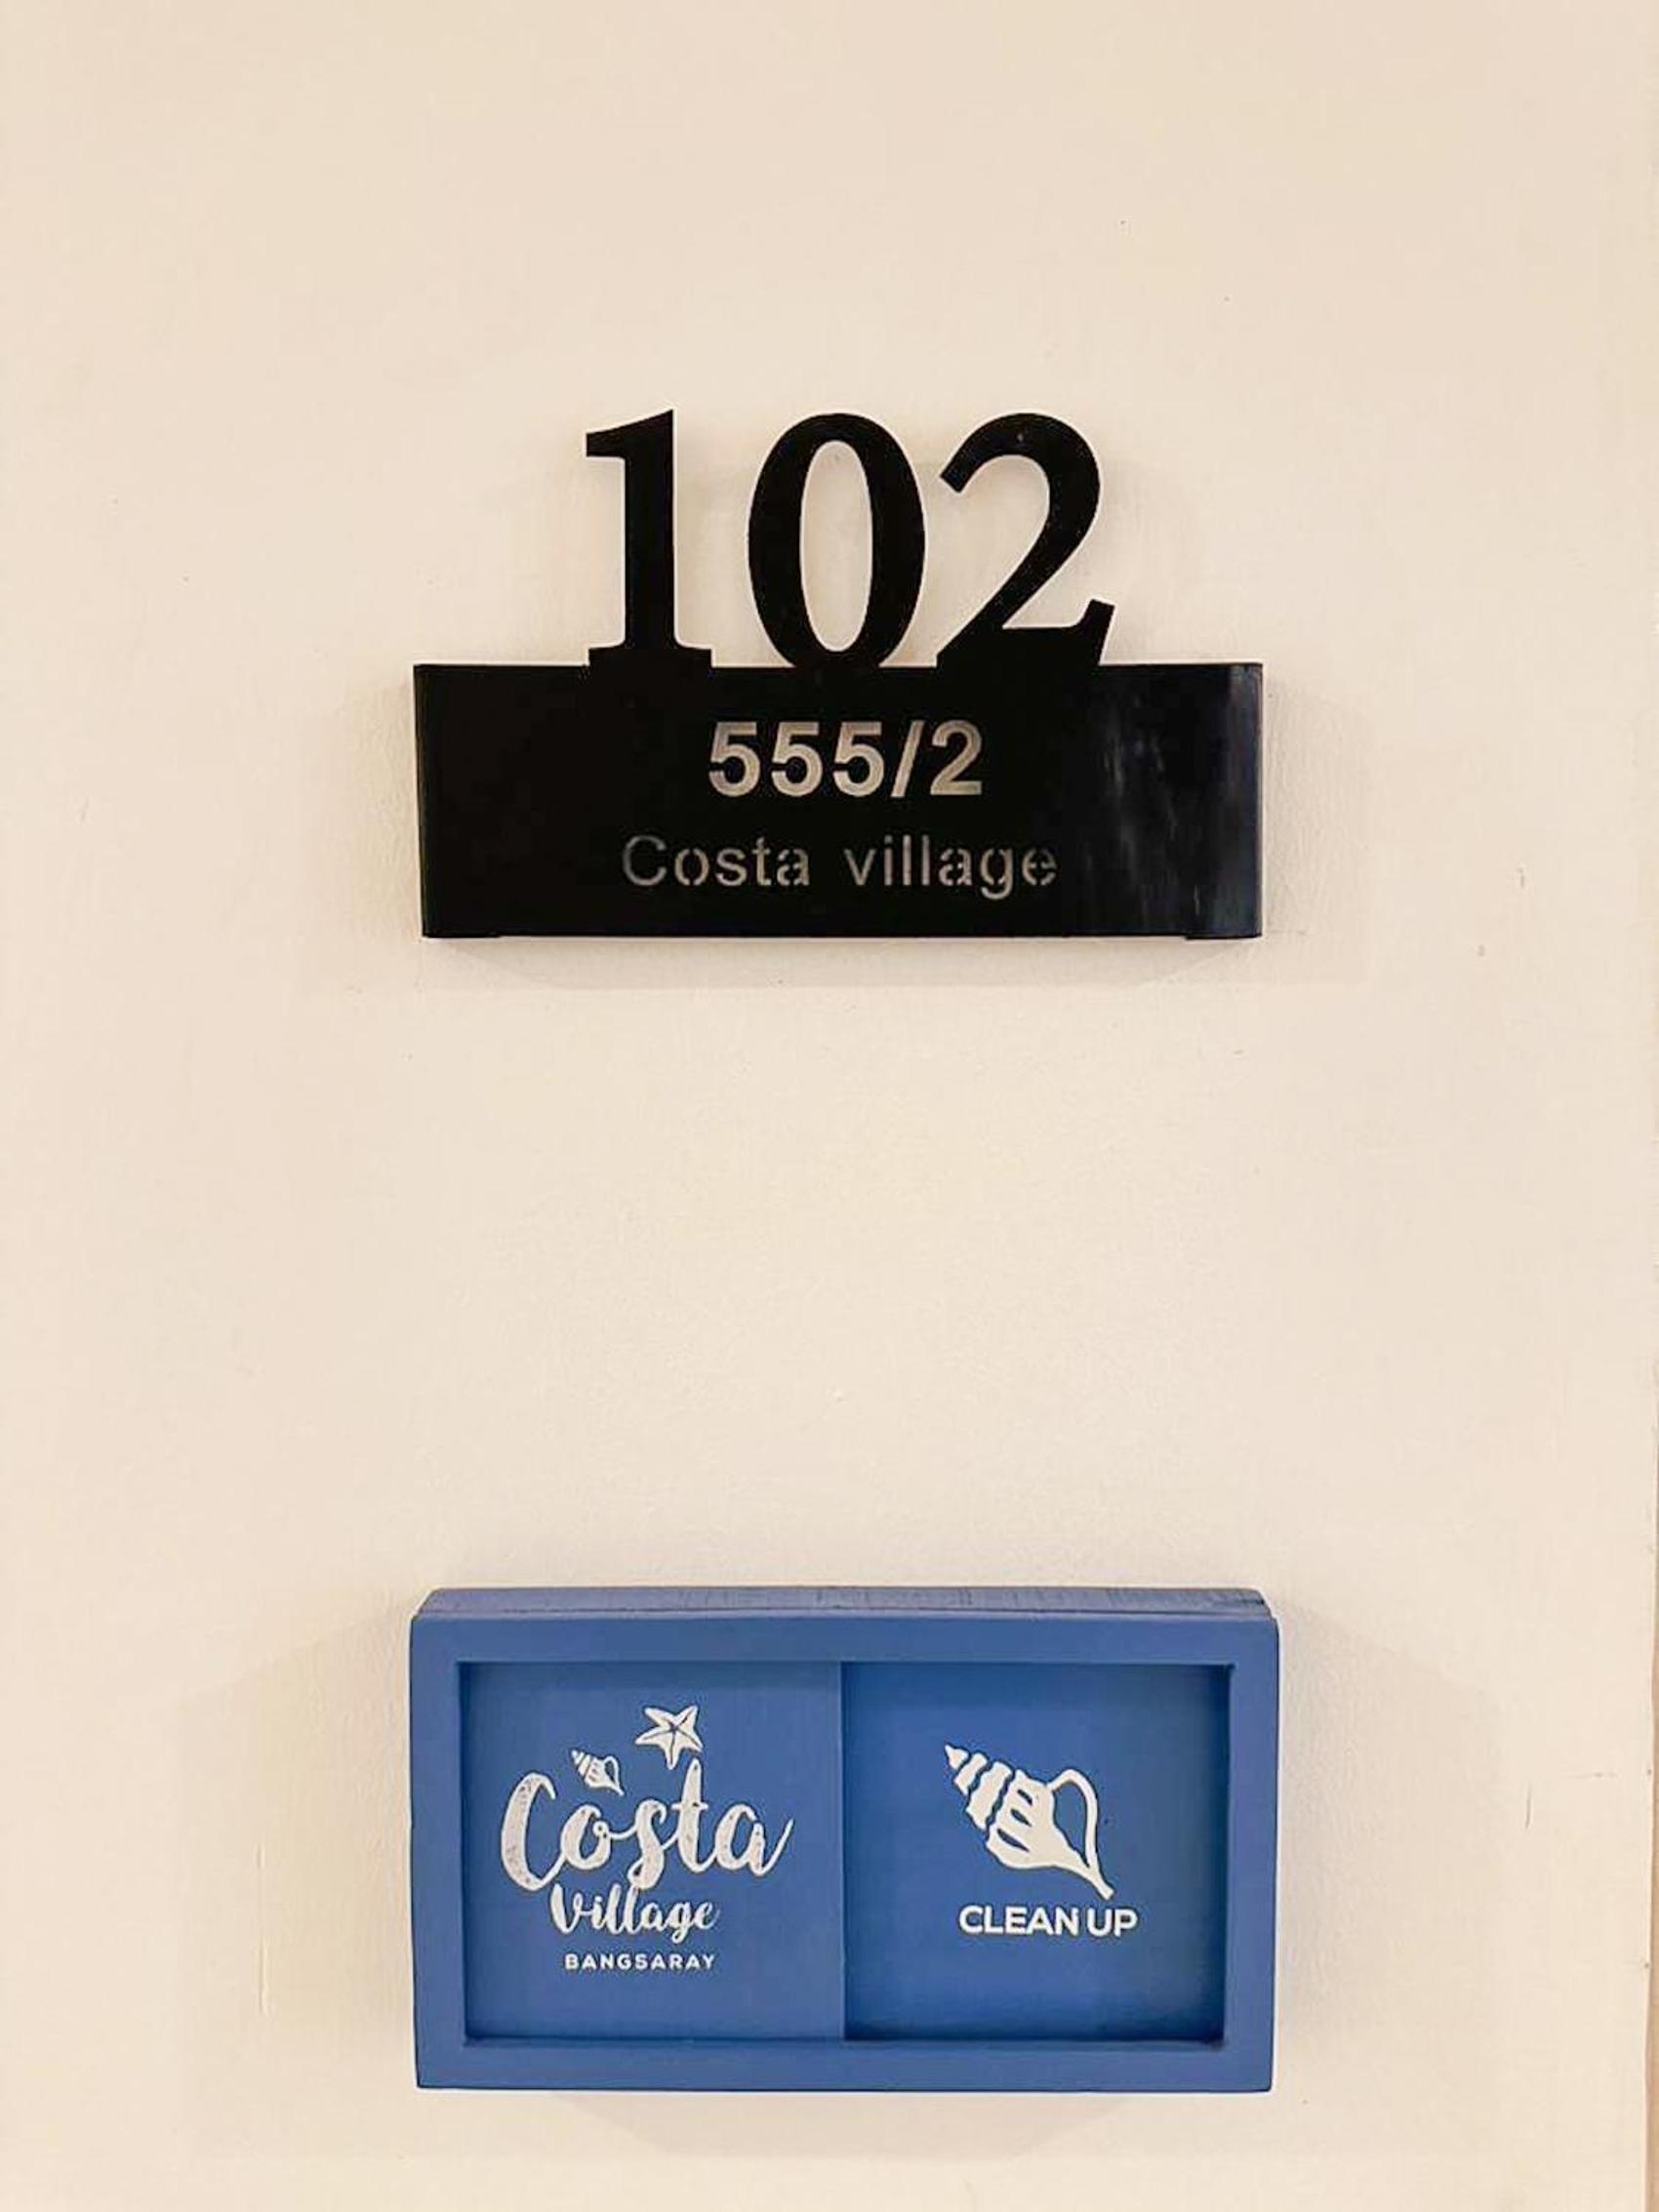 102
555/2
Costa village
Costa
Village
BANGSARAY
CLEAN UP